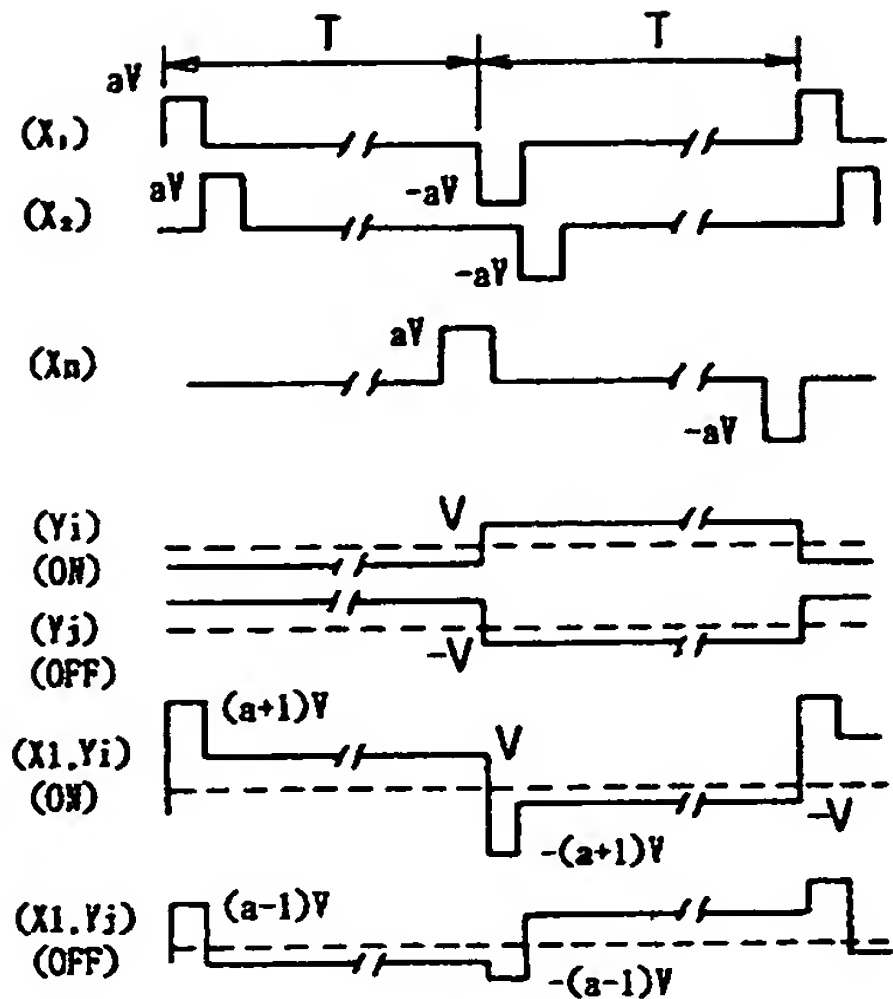 T T
aV
(X₁)
-aV
aV
(X₂)
-aV
aV
(Xn)
-aV
(Yi) V
(ON)
(Yj)
-V
(OFF)
(a+1)V
(X1.Yi) V
(ON)
-V
-(a+1)V
(a-1)V
(X1.Yj)
(OFF)
-(a-1)V